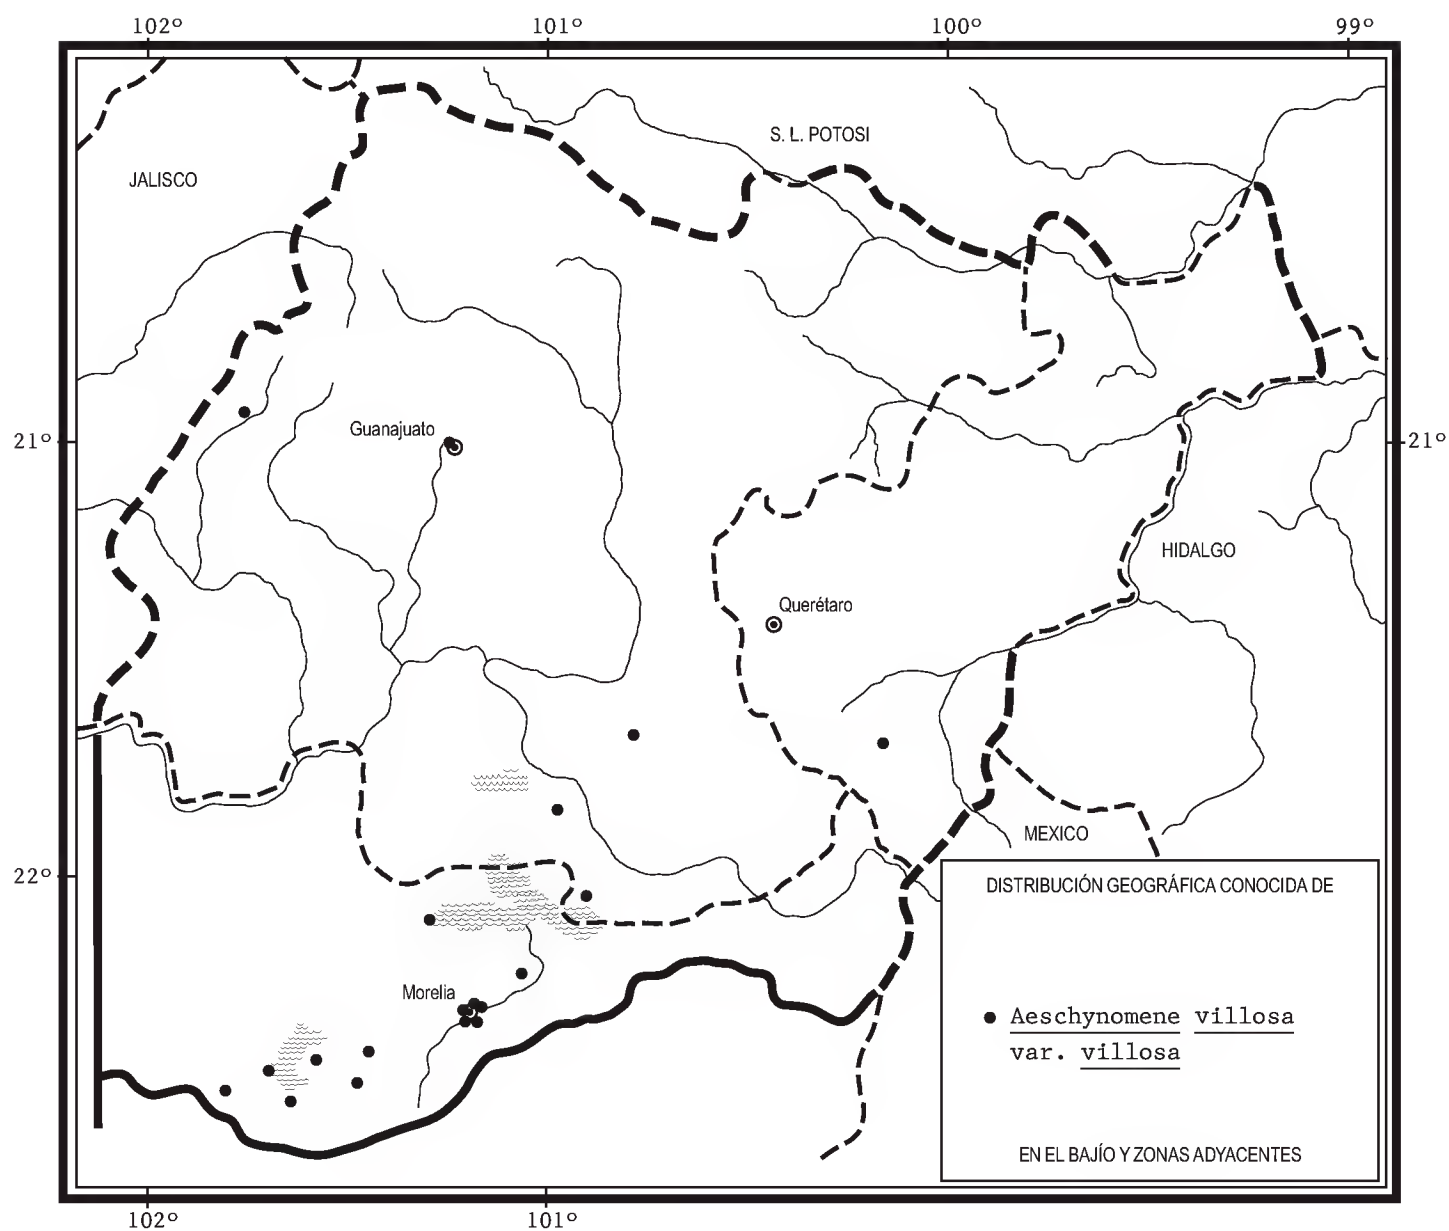 102º 101º 100º 99º
S. L. POTOSI
JALISCO
Guanajuato
21º 21º
HIDALGO
Querétaro
MEXICO
22º
DISTRIBUCIÓN GEOGRÁFICA CONOCIDA DE
Morelia
Aeschynomene villosa
var. villosa
EN EL BAJÍO Y ZONAS ADYACENTES
102º 101º